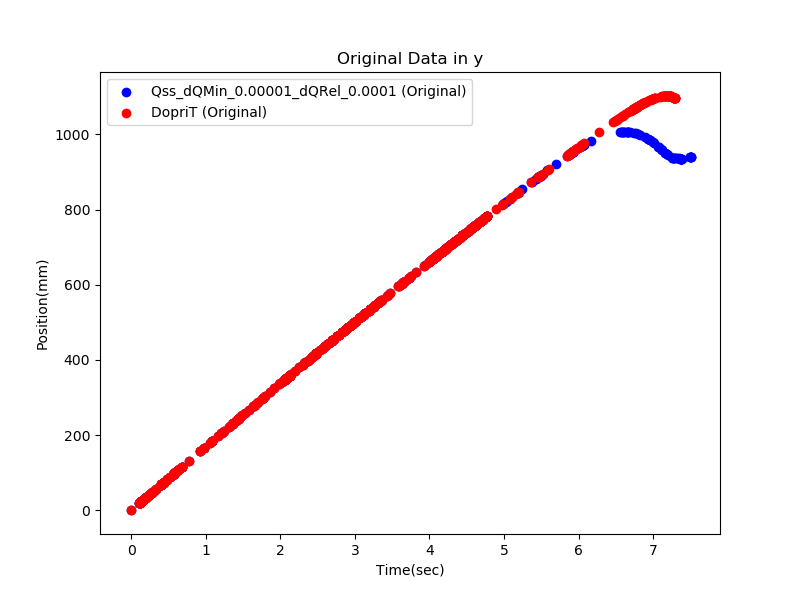 Original Data in y
Qss_dQMin_0.00001_dQRel_0.0001 (Original)
DopriT (Original)
1000
800
600
400
200
0
Position(mm)
0 1 2 3 4 5 6 7
Time(sec)